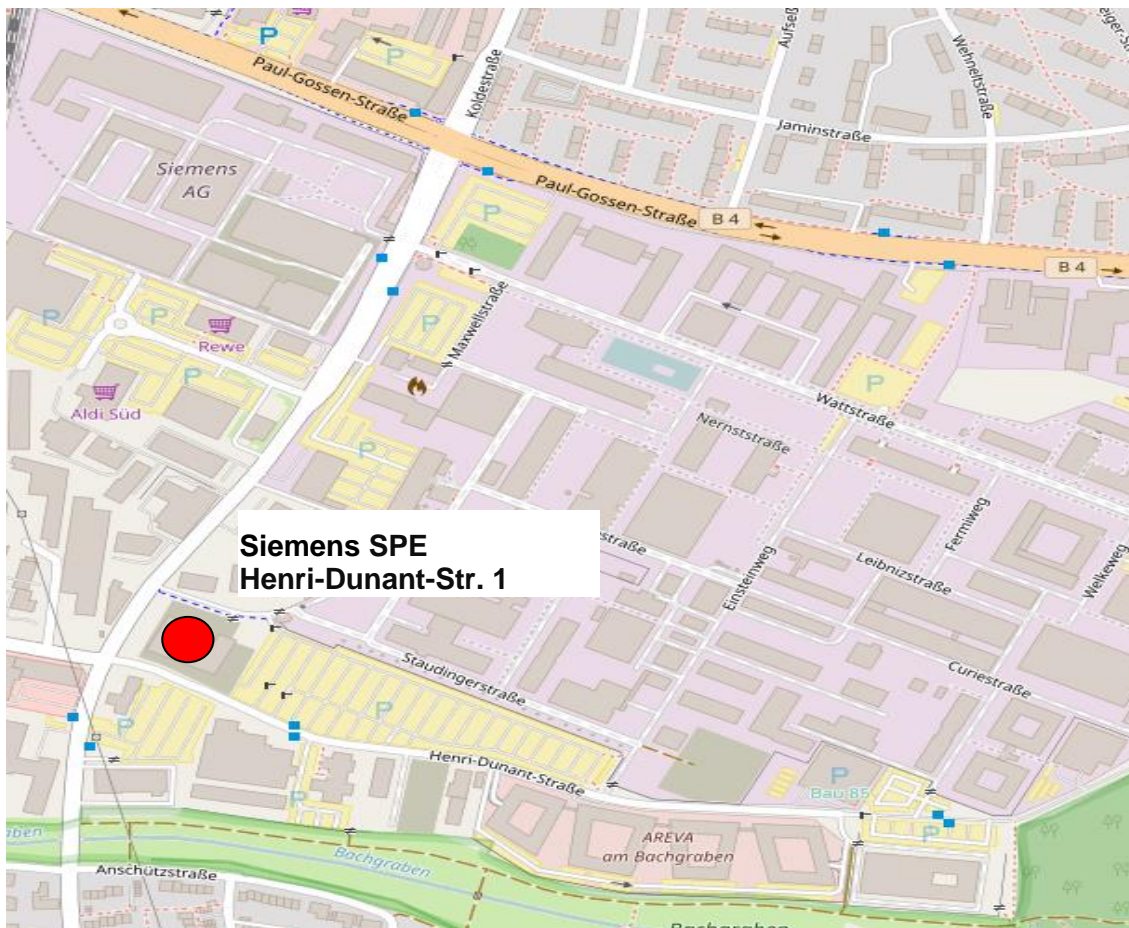 P
P
Paul-Gossen-Straße
Koldestraße
Wehneltstraße
Jaminstraße
Siemens
AG
Paul-Gossen-Straße
B 4
B 4
P
P
P
P
Rewe
P
Aldi Süd
Maxwellstraße
P
P
Wattstraße
Nernststraße
P
Siemens SPE
Henri-Dunant-Str. 1
Einsteinweg
Fermiweg
Leibnizstraße
Welkeweg
Curiestraße
Staudingerstraße
P
P
Henri-Dunant-Straße
P
Bau 85
P
P
AREVA
am Bachgraben
Bachgraben
Anschützstraße
Bachgraben